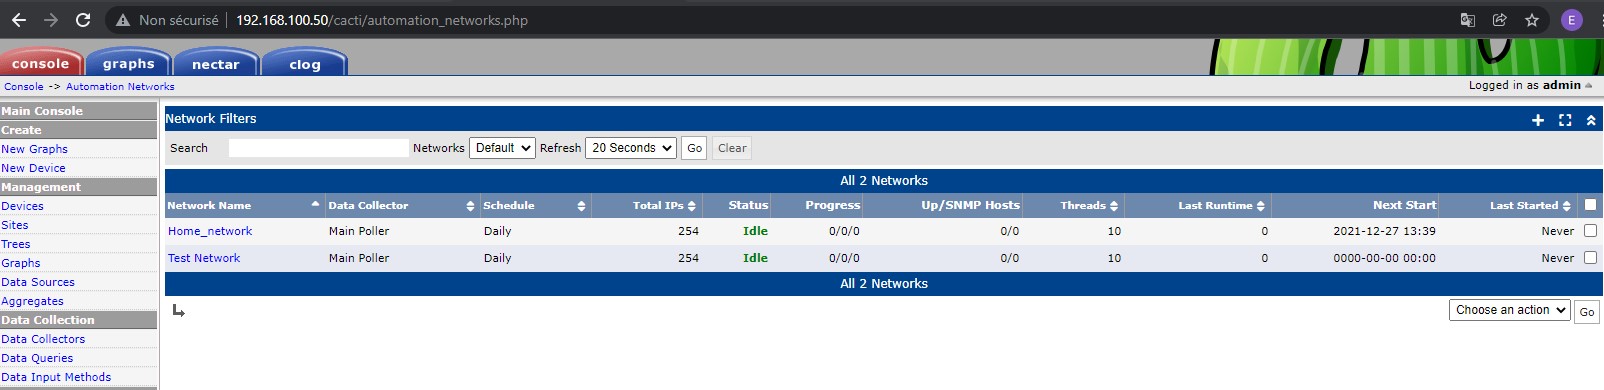 Non sécurisé 192.168.100.50/cacti/automation_networks.php E
console graphs nectar clog
Console -> Automation Networks Logged in as admin
Main Console
Create
New Graphs
New Device
Management
Devices
Sites
Trees
Graphs
Data Sources
Aggregates
Data Collection
Data Collectors
Data Queries
Data Input Methods
Network Filters
Search Networks Default Refresh 20 Seconds Go Clear
All 2 Networks
Network Name Data Collector Schedule Total IPs Status Progress Up/SNMP Hosts Threads Last Runtime Next Start Last Started
Home_network Main Poller Daily 254 Idle 0/0/0 0/0 10 0 2021-12-27 13:39 Never
Test Network Main Poller Daily 254 Idle 0/0/0 0/0 10 0 0000-00-00 00:00 Never
All 2 Networks
Choose an action Go